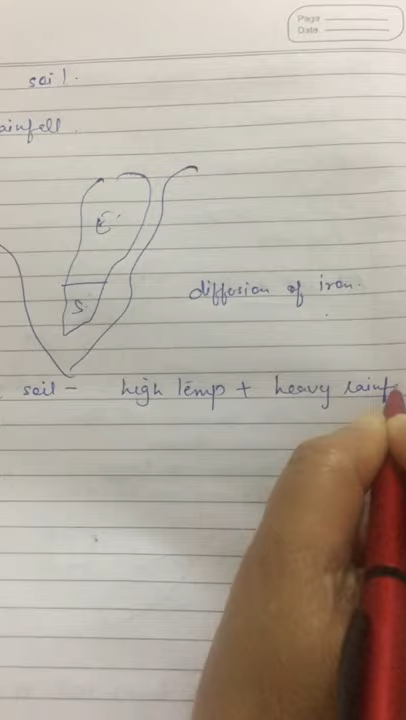 Page
Date
soil.
ainfall.
E
S
diffusion of iron.
soil - high temp + heavy rainf